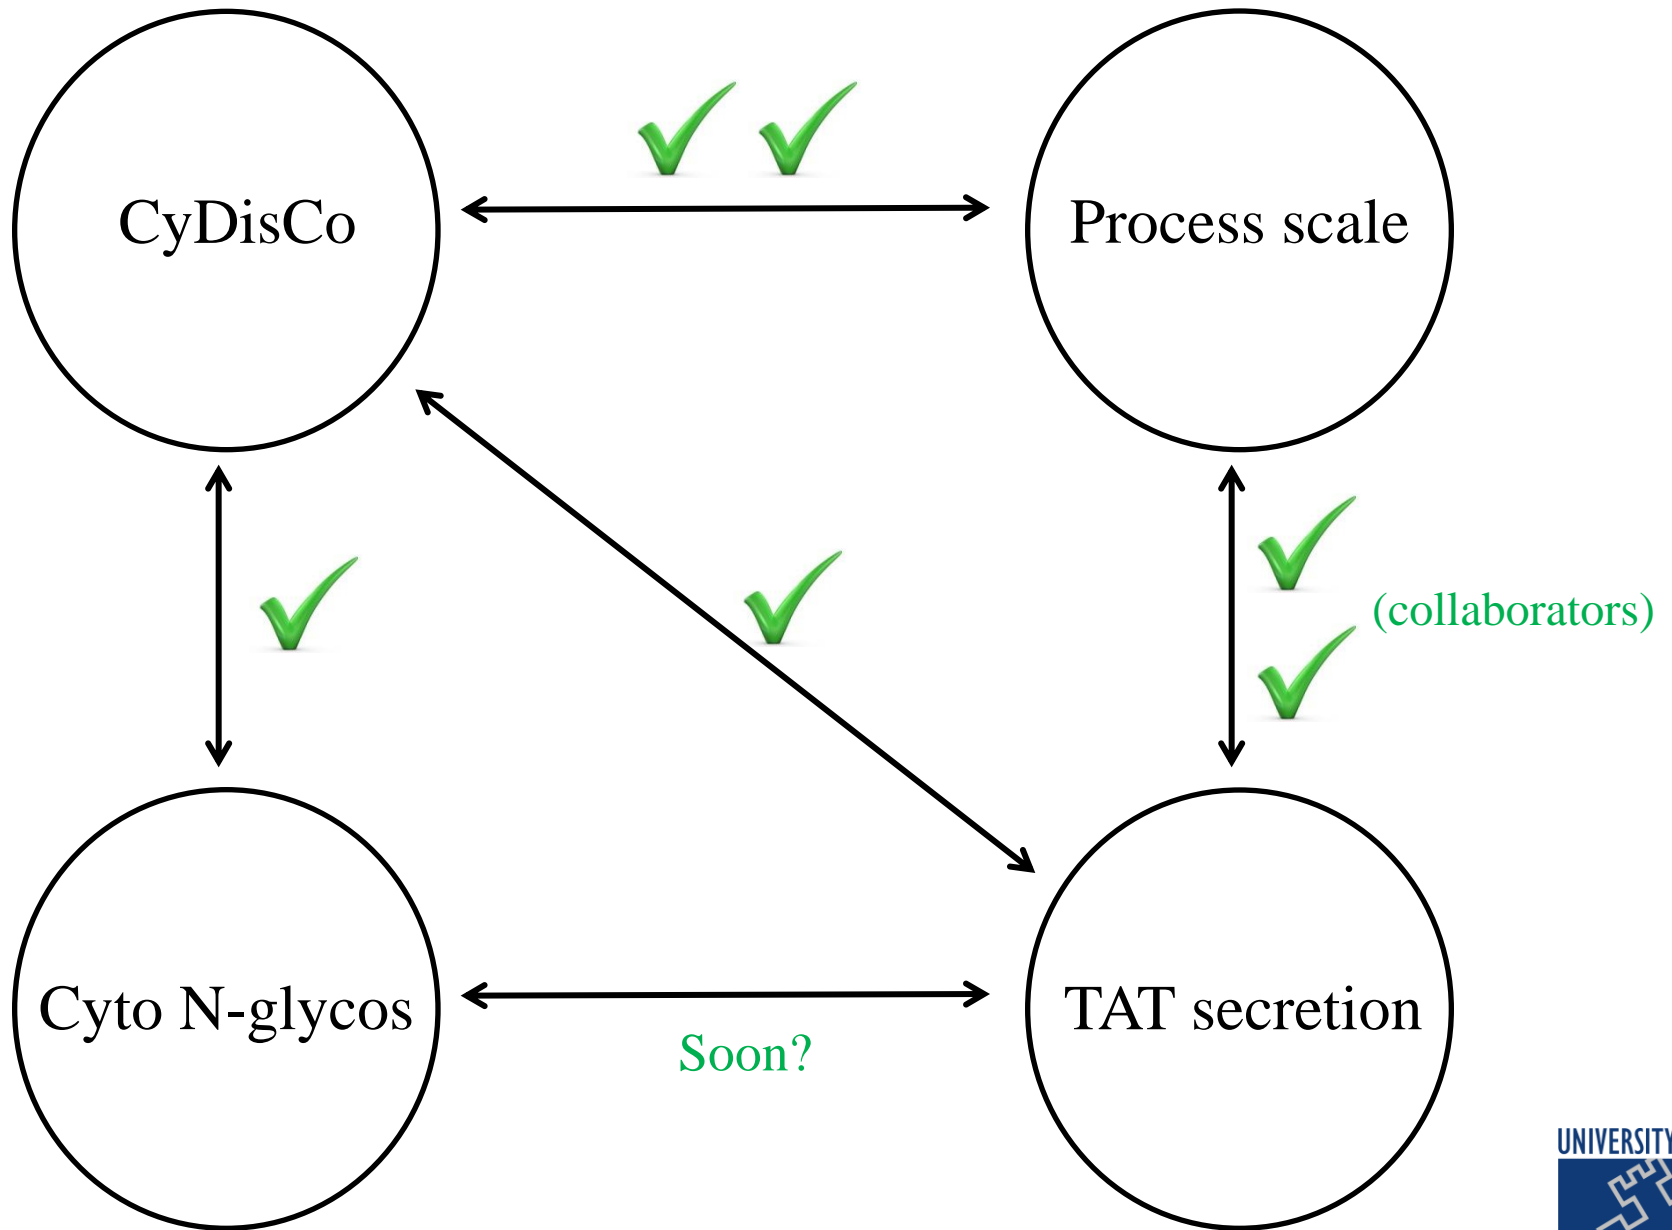 CyDisCo
Process scale
(collaborators)
Cyto N-glycos
TAT secretion
Soon?
UNIVERSITY